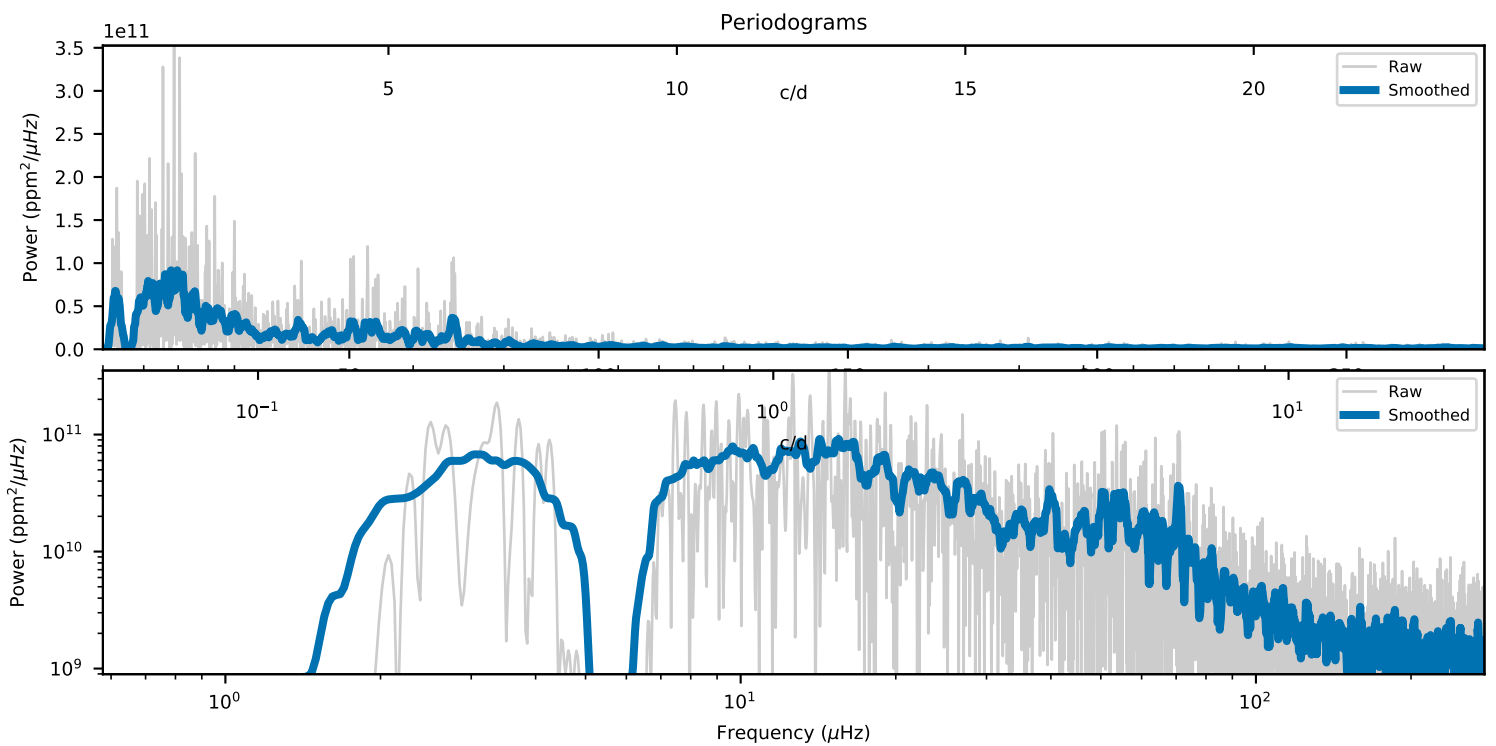 Periodograms
1e11
3.5
3.0
2.5
2.0
1.5
1.0
0.5
0.0
Power (ppm²/μHz)
5 10 15 20
c/d
Raw
Smoothed
10⁻¹ 10⁰ 10¹
c/d
Raw
Smoothed
10¹¹
10¹⁰
10⁹
Power (ppm²/μHz)
10⁰ 10¹ 10²
Frequency (μHz)